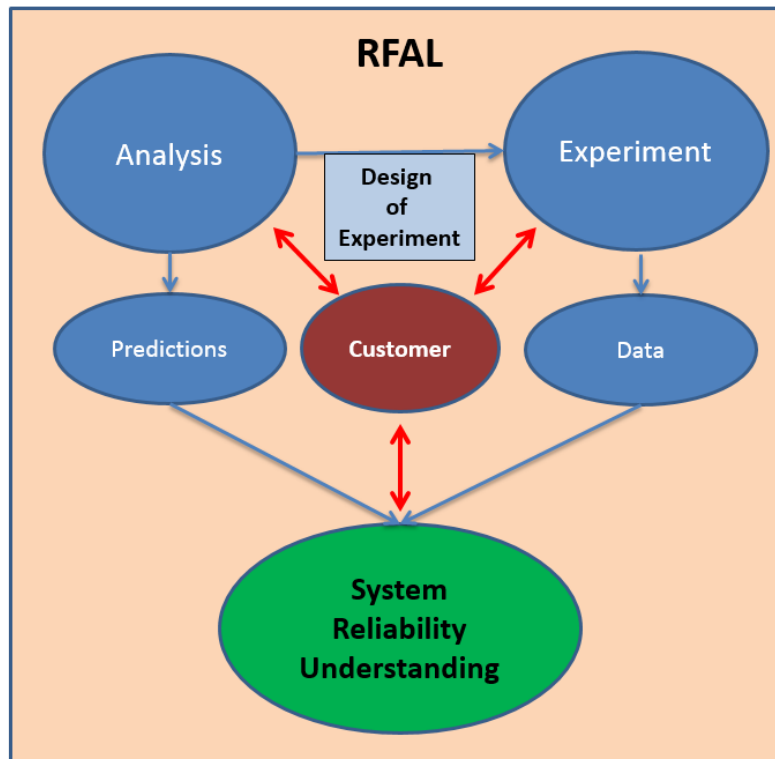 RFAL
Analysis
Experiment
Design
of
Experiment
Predictions
Customer
Data
System
Reliability
Understanding